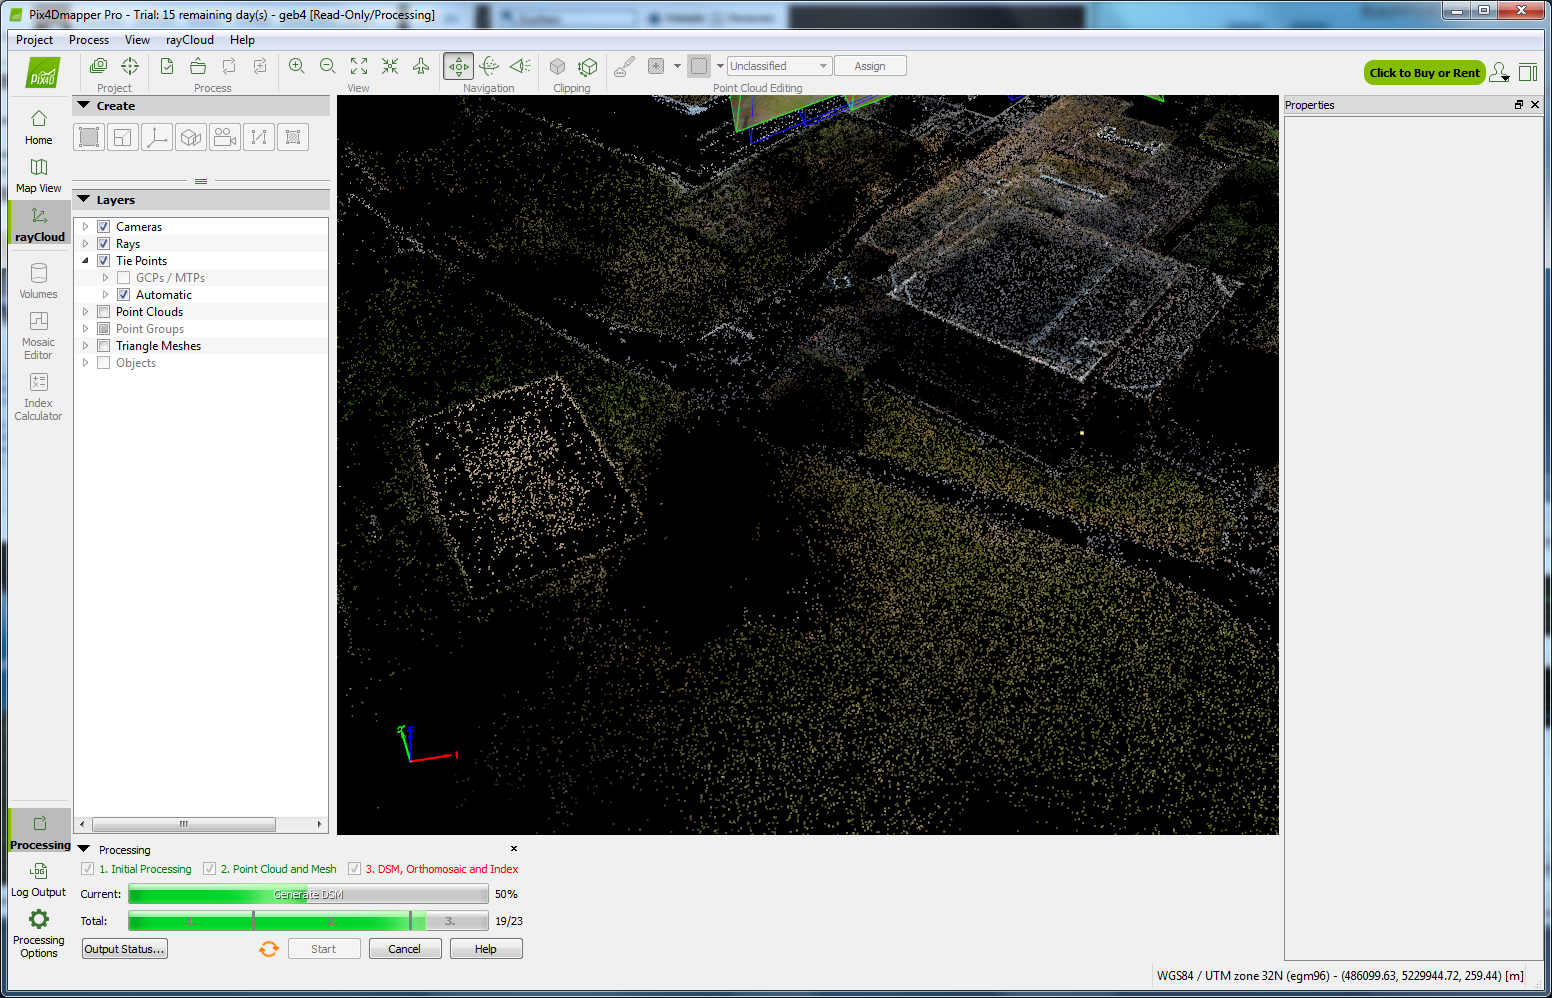 Pix4Dmapper Pro - Trial: 15 remaining day(s) - geb4 [Read-Only/Processing]
Project Process View rayCloud Help
PIX4D
Unclassified Assign
Click to Buy or Rent
Project Process View Navigation Clipping Point Cloud Editing
Create
Properties
Home
Map View
rayCloud
Volumes
Mosaic
Editor
Index
Calculator
Layers
Cameras
Rays
Tie Points
GCPs / MTPs
Automatic
Point Clouds
Point Groups
Triangle Meshes
Objects
Processing
Log Output
Processing
Options
Processing
1. Initial Processing 2. Point Cloud and Mesh 3. DSM, Orthomosaic and Index
Current: Generate DSM 50%
Total: 1. 2. 3. 19/23
Output Status... Start Cancel Help
WGS84 / UTM zone 32N (egm96) - (486099.63, 5229944.72, 259.44) [m]